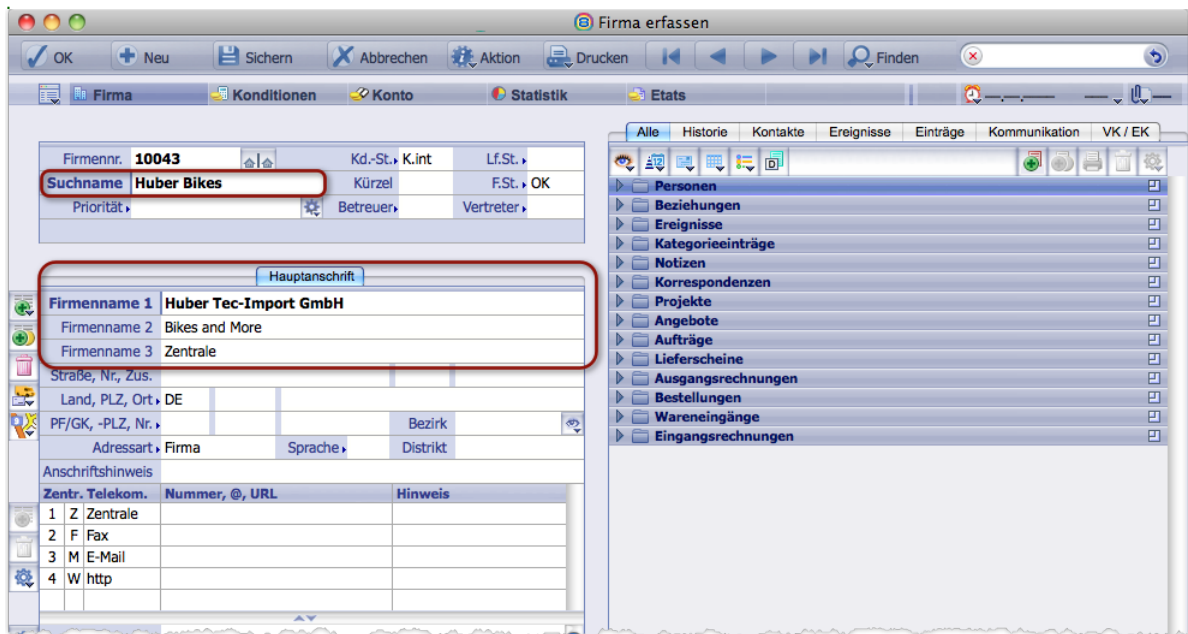 Firma erfassen
OK Neu Sichern Abbrechen Aktion Drucken Finden
Firma Konditionen Konto Statistik Etats
Alle Historie Kontakte Ereignisse Einträge Kommunikation VK / EK
Firmennr. 10043 Kd.-St. K.int Lf.St.
Suchname Huber Bikes Kürzel F.St. OK
Priorität Betreuer Vertreter
Hauptanschrift
Firmenname 1 Huber Tec-Import GmbH
Firmenname 2 Bikes and More
Firmenname 3 Zentrale
Straße, Nr., Zus.
Land, PLZ, Ort DE
PF/GK, -PLZ, Nr. Bezirk
Adressart Firma Sprache Distrikt
Anschriftshinweis
Zentr. Telekom. Nummer, @, URL Hinweis
1 Z Zentrale
2 F Fax
3 M E-Mail
4 W http
Personen
Beziehungen
Ereignisse
Kategorieeinträge
Notizen
Korrespondenzen
Projekte
Angebote
Aufträge
Lieferscheine
Ausgangsrechnungen
Bestellungen
Wareneingänge
Eingangsrechnungen